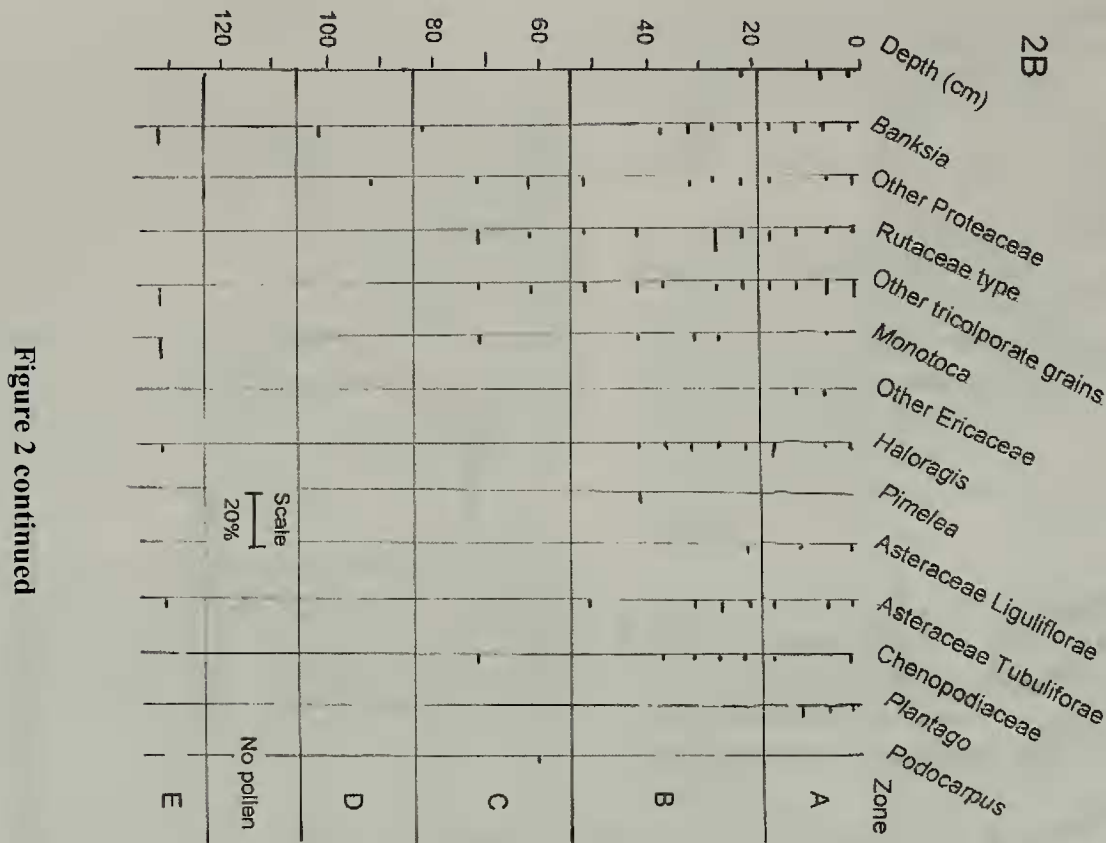 2B
Depth (cm)
Banksia
Other Proteaceae
Rutaceae type
Other tricolporate grains
Monotoca
Other Ericaceae
Haloragis
Pimelea
Asteraceae Liguliflorae
Asteraceae Tubuliforae
Chenopodiaceae
Plantago
Podocarpus
Zone
0
20
40
60
80
100
120
A
B
C
D
No pollen
E
Scale
20%
Figure 2 continued